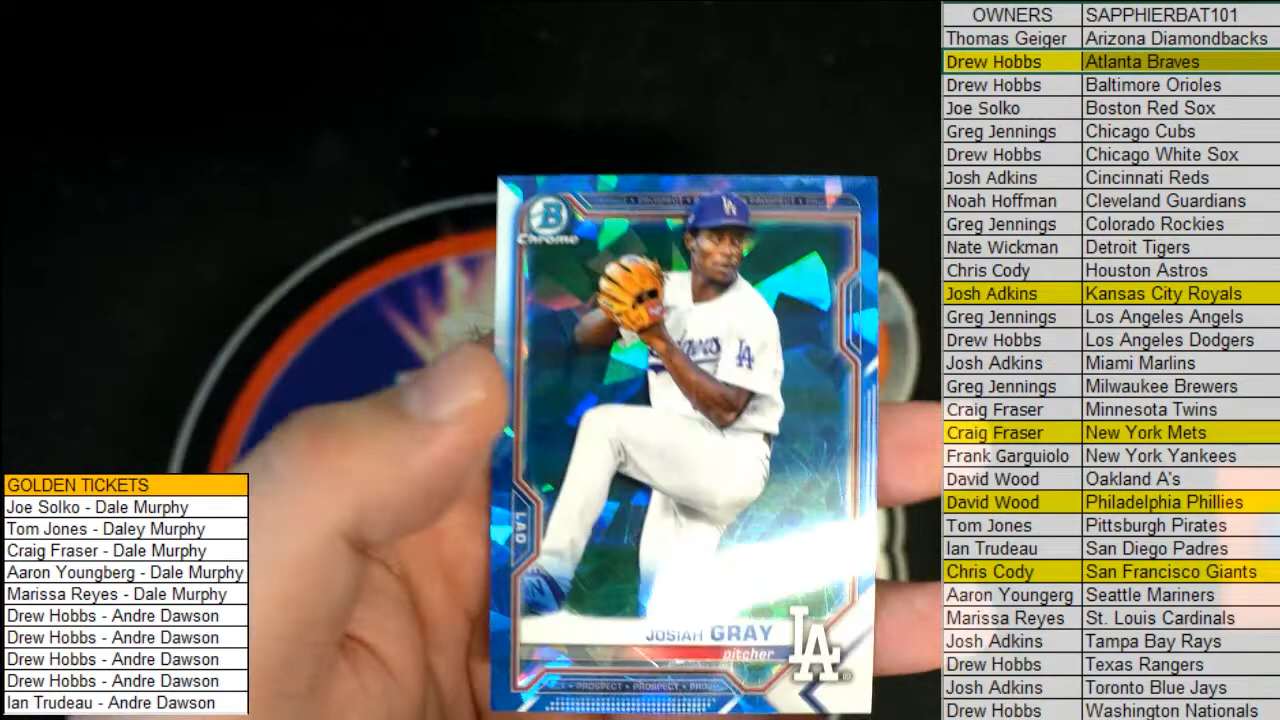 OWNERS SAPPHIERBAT101
Thomas Geiger Arizona Diamondbacks
Drew Hobbs Atlanta Braves
Drew Hobbs Baltimore Orioles
Joe Solko Boston Red Sox
Greg Jennings Chicago Cubs
Drew Hobbs Chicago White Sox
Josh Adkins Cincinnati Reds
Noah Hoffman Cleveland Guardians
Greg Jennings Colorado Rockies
Nate Wickman Detroit Tigers
Chris Cody Houston Astros
Josh Adkins Kansas City Royals
Greg Jennings Los Angeles Angels
Drew Hobbs Los Angeles Dodgers
Josh Adkins Miami Marlins
Greg Jennings Milwaukee Brewers
Craig Fraser Minnesota Twins
Craig Fraser New York Mets
Frank Garguiolo New York Yankees
David Wood Oakland A's
David Wood Philadelphia Phillies
Tom Jones Pittsburgh Pirates
Ian Trudeau San Diego Padres
Chris Cody San Francisco Giants
Aaron Youngerg Seattle Mariners
Marissa Reyes St. Louis Cardinals
Josh Adkins Tampa Bay Rays
Drew Hobbs Texas Rangers
Josh Adkins Toronto Blue Jays
Drew Hobbs Washington Nationals
GOLDEN TICKETS
Joe Solko - Dale Murphy
Tom Jones - Daley Murphy
Craig Fraser - Dale Murphy
Aaron Youngberg - Dale Murphy
Marissa Reyes - Dale Murphy
Drew Hobbs - Andre Dawson
Drew Hobbs - Andre Dawson
Drew Hobbs - Andre Dawson
Drew Hobbs - Andre Dawson
Ian Trudeau - Andre Dawson
B
Chrome
PROSPECT
LA
LAD
JOSIAH GRAY
pitcher
LA
PROSPECT • PROSPECT